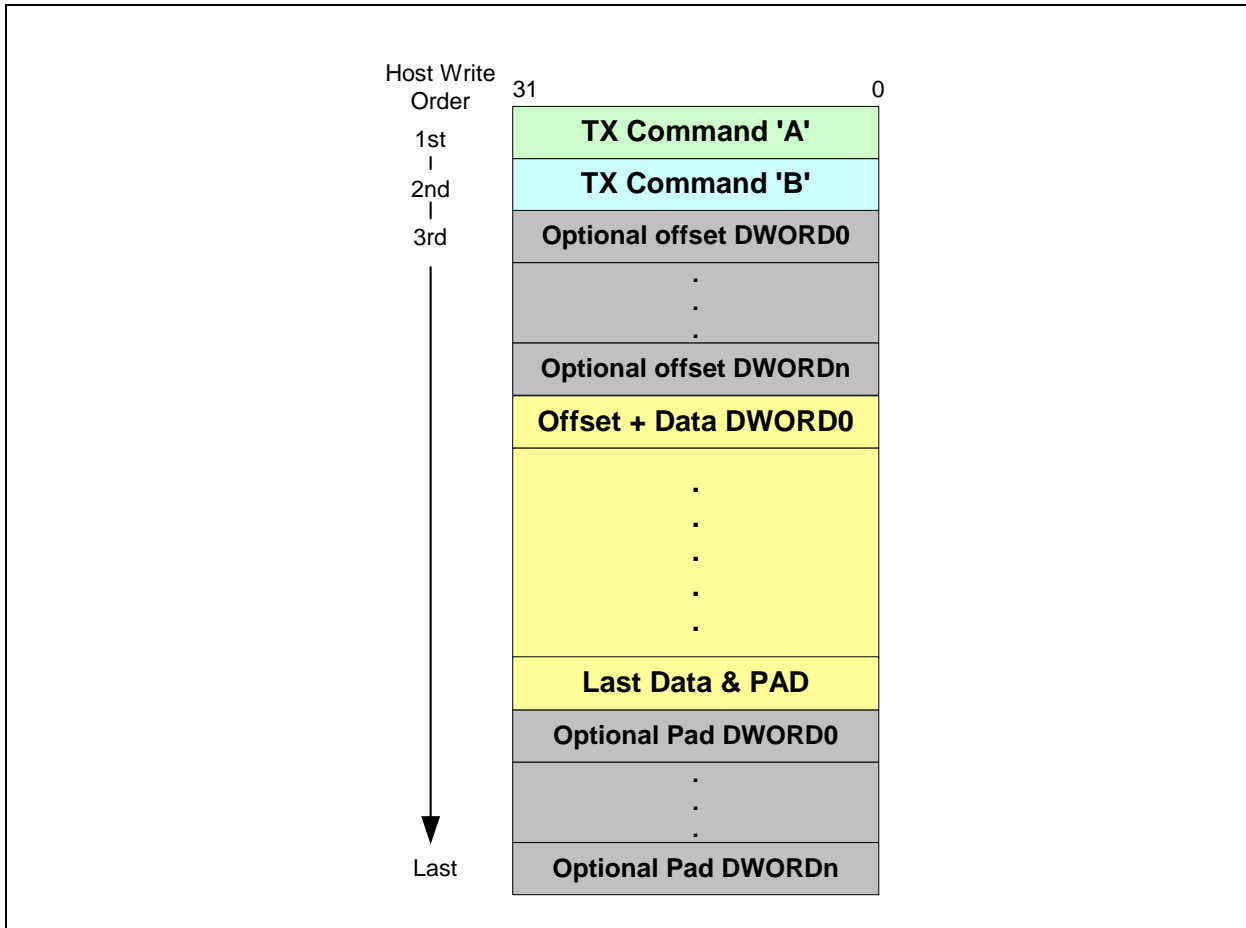 Host Write
Order
31
0
1st
TX Command 'A'
2nd
TX Command 'B'
3rd
Optional offset DWORD0
.
.
.
Optional offset DWORDn
Offset + Data DWORD0
.
.
.
.
.
Last Data & PAD
Optional Pad DWORD0
.
.
.
Last
Optional Pad DWORDn